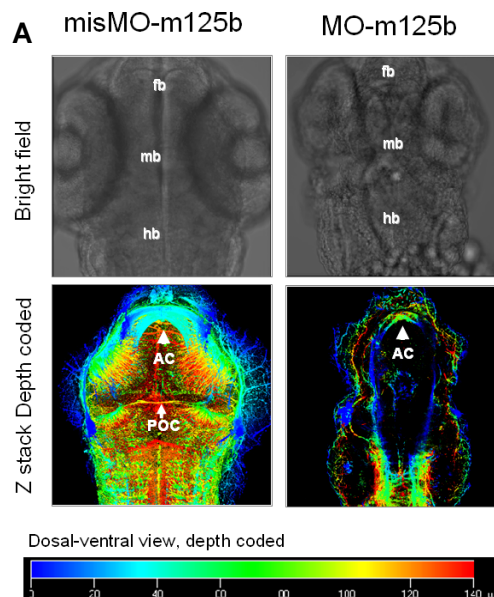 A
misMO-m125b
MO-m125b
Bright field
fb
mb
hb
fb
mb
hb
Z stack Depth coded
AC
POC
AC
Dosal-ventral view, depth coded
20 40 60 80 100 120 140